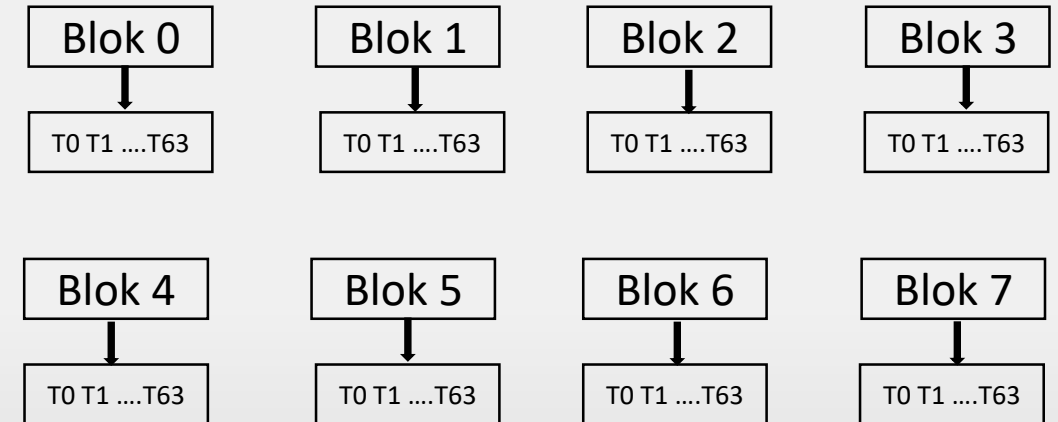 Blok 0
Blok 1
Blok 2
Blok 3
T0 T1 ….T63
T0 T1 ….T63
T0 T1 ….T63
T0 T1 ….T63
Blok 4
Blok 5
Blok 6
Blok 7
T0 T1 ….T63
T0 T1 ….T63
T0 T1 ….T63
T0 T1 ….T63